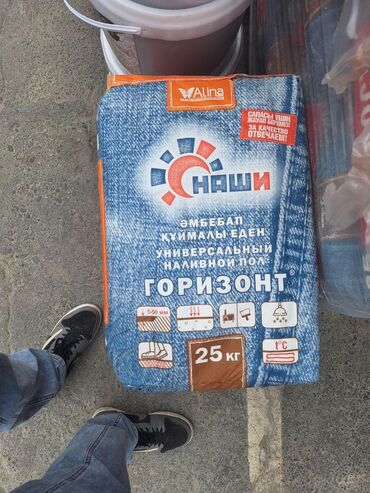 ALina
САПАСЫ ҮШІН
ЖАУАП БЕРЕМІЗ!
ЗА КАЧЕСТВО
ОТВЕЧАЕМ!
НАШИ
ӘМБЕБАП
ҚҰЙМАЛЫ ЕДЕН
УНИВЕРСАЛЬНЫЙ
НАЛИВНОЙ ПОЛ
ГОРИЗОНТ®
t°C
25 КГ